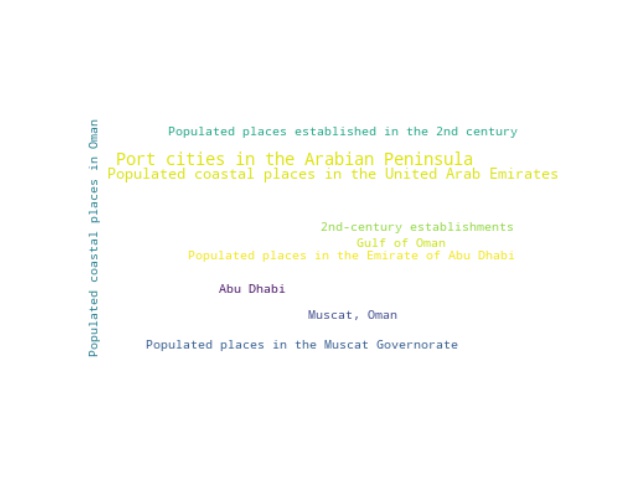 Populated places established in the 2nd century
Port cities in the Arabian Peninsula
Populated coastal places in the United Arab Emirates
2nd-century establishments
Gulf of Oman
Populated places in the Emirate of Abu Dhabi
Abu Dhabi
Muscat, Oman
Populated places in the Muscat Governorate
Populated coastal places in Oman